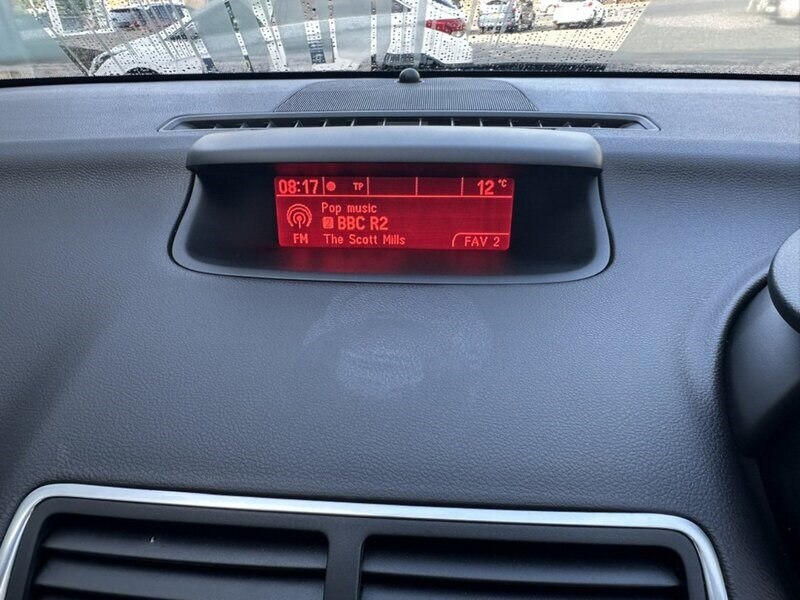 08:17 TP 12 °C
Pop music
BBC R2
FM The Scott Mills FAV 2